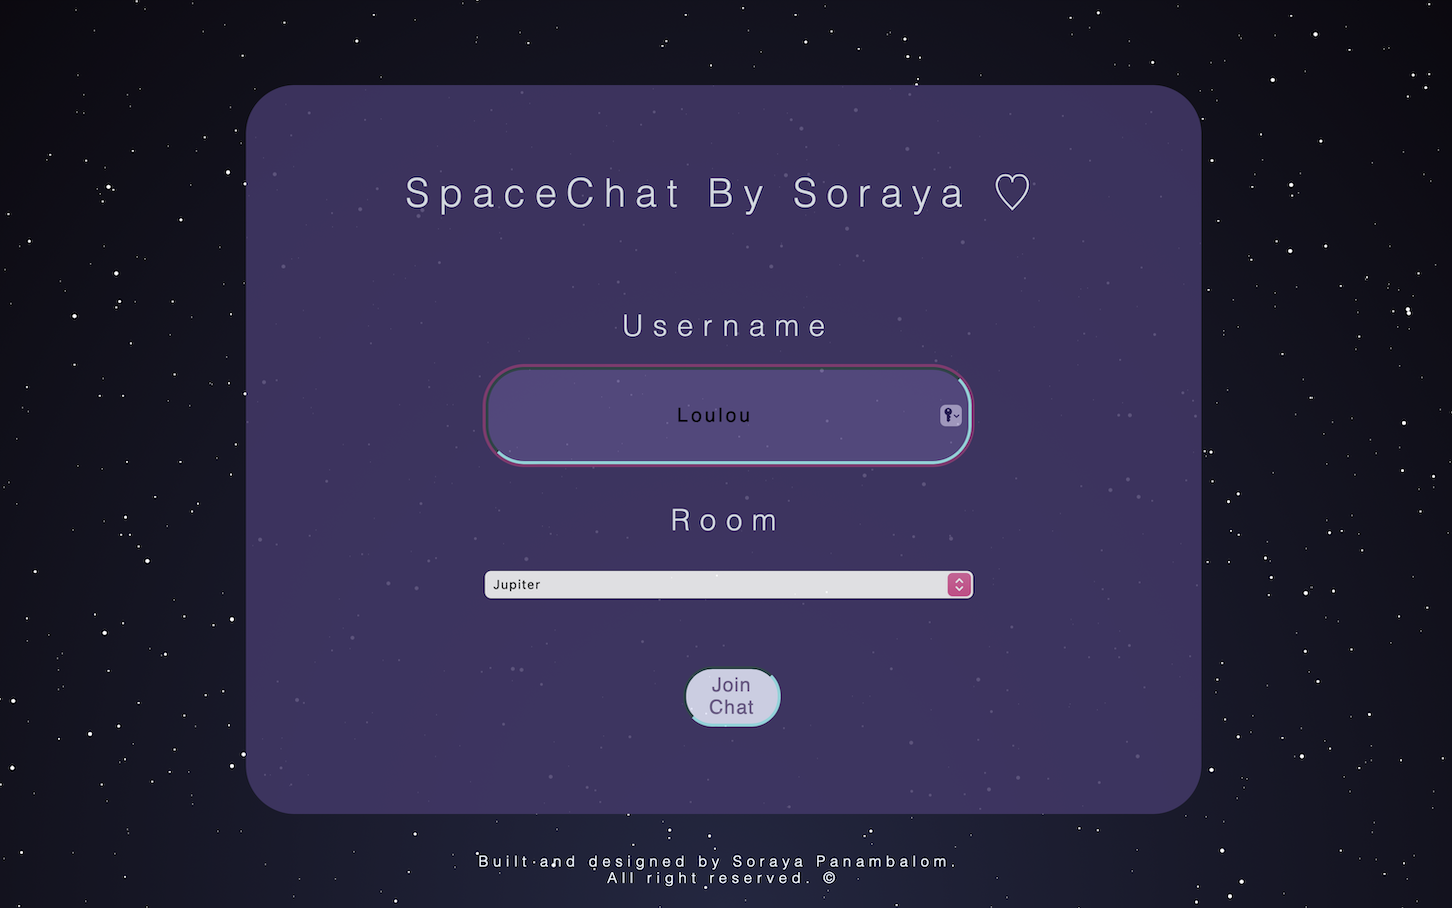 SpaceChat By Soraya ♡
Username
Loulou
Room
Jupiter
Join
Chat
Built and designed by Soraya Panambalom.
All right reserved. ©